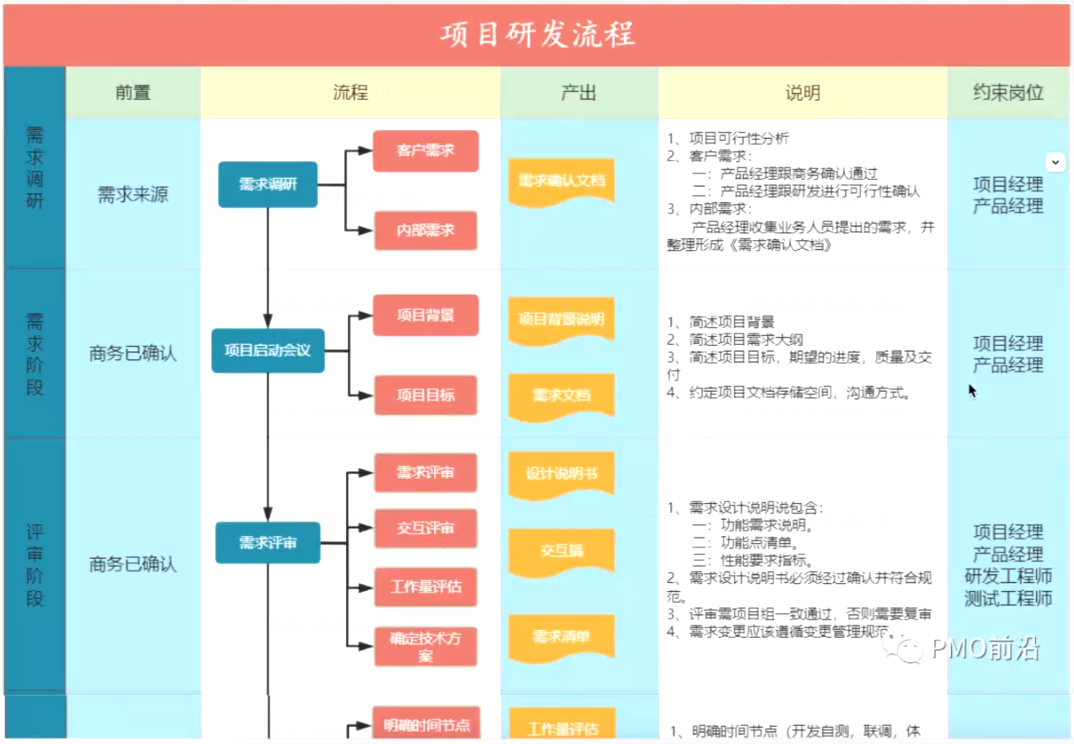 项目研发流程
前置
流程
产出
说明
约束岗位
需求调研
需求来源
需求调研
客户需求
内部需求
需求确认文档
1、项目可行性分析
2、客户需求：
一：产品经理跟商务确认通过
二：产品经理跟研发进行可行性确认
3、内部需求：
产品经理收集业务人员提出的需求，并
整理形成《需求确认文档》
项目经理
产品经理
需求阶段
商务已确认
项目启动会议
项目背景
项目目标
项目背景说明
需求文档
1、简述项目背景
2、简述项目需求大纲
3、简述项目目标，期望的进度，质量及交
付
4、约定项目文档存储空间，沟通方式。
项目经理
产品经理
评审阶段
商务已确认
需求评审
需求评审
交互评审
工作量评估
确定技术方
案
设计说明书
交互稿
需求清单
1、需求设计说明说包含：
一：功能需求说明。
二：功能点清单。
三：性能要求指标。
2、需求设计说明书必须经过确认并符合规
范。
3、评审需项目组一致通过，否则需要复审
4、需求变更应该遵循变更管理规范。
项目经理
产品经理
研发工程师
测试工程师
PMO前沿
明确时间节点
工作量评估
1、明确时间节点（开发自测，联调，体